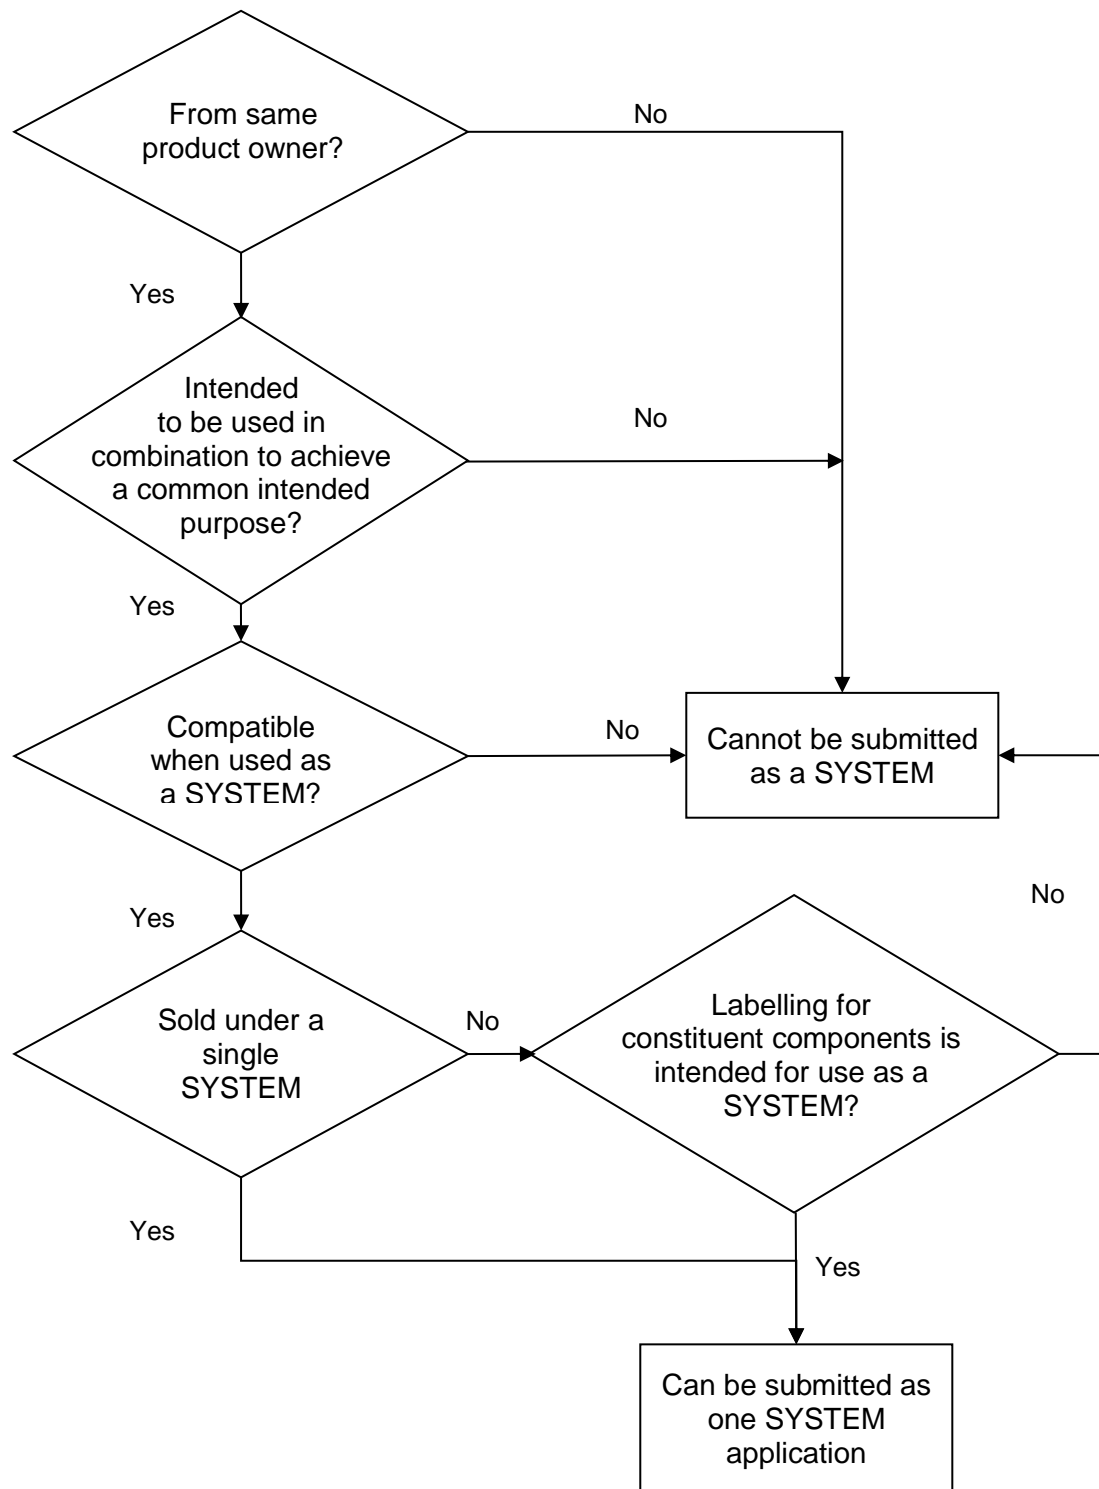 From same
product owner?
No
Yes
Intended
to be used in
combination to achieve
a common intended
purpose?
No
Yes
Compatible
when used as
a SYSTEM?
No
Cannot be submitted
as a SYSTEM
Yes
Sold under a
single
SYSTEM
No
Labelling for
constituent components is
intended for use as a
SYSTEM?
No
Yes
Yes
Can be submitted as
one SYSTEM
application